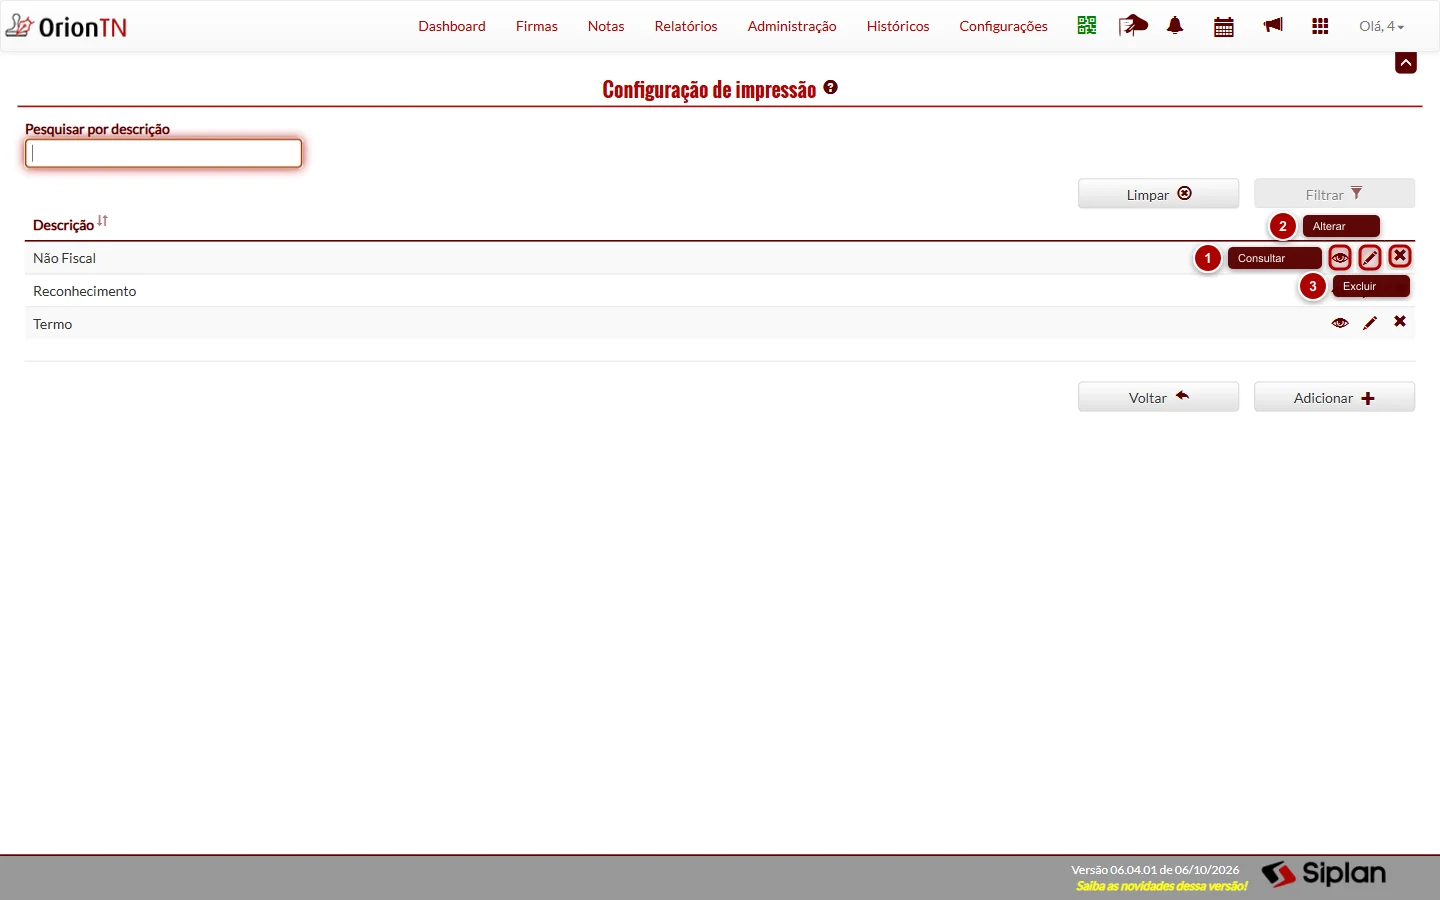 OrionTN
Dashboard Firmas Notas Relatórios Administração Históricos Configurações Olá, 4
Configuração de impressão
Pesquisar por descrição
Limpar Filtrar
Descrição
2 Alterar
Não Fiscal
1 Consultar
Reconhecimento
3 Excluir
Termo
Voltar Adicionar
Versão 06.04.01 de 06/10/2026
Saiba as novidades dessa versão!
Siplan